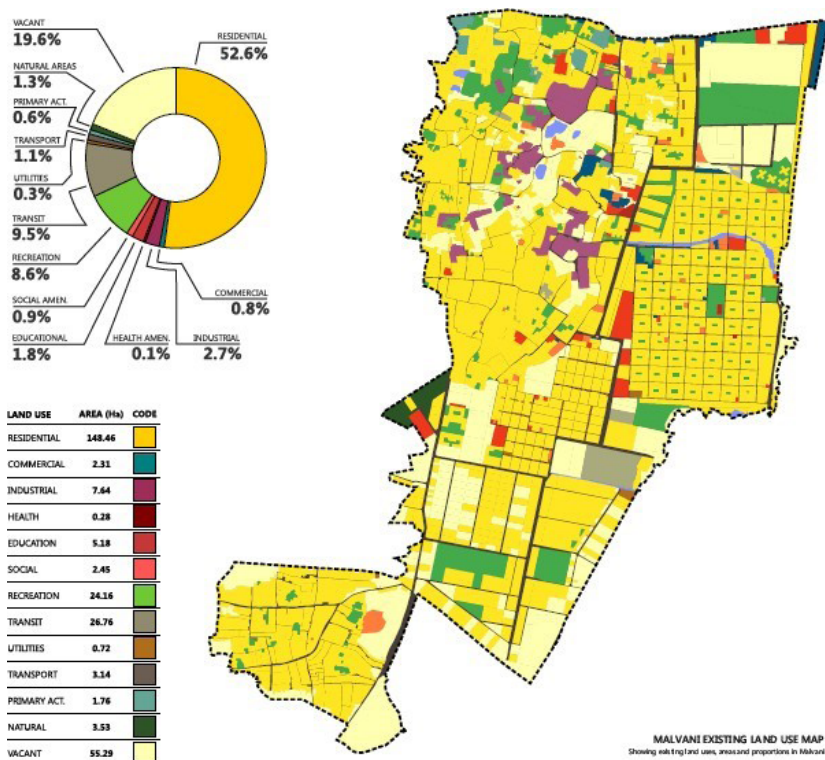 VACANT
19.6%
RESIDENTIAL
52.6%
NATURAL AREAS
1.3%
PRIMARY ACT.
0.6%
TRANSPORT
1.1%
UTILITIES
0.3%
TRANSIT
9.5%
RECREATION
8.6%
SOCIAL AMEN.
0.9%
EDUCATIONAL
1.8%
HEALTH AMEN.
0.1%
INDUSTRIAL
2.7%
COMMERCIAL
0.8%
LAND USE AREA (Ha) CODE
RESIDENTIAL 148.46
COMMERCIAL 2.31
INDUSTRIAL 7.64
HEALTH 0.28
EDUCATION 5.18
SOCIAL 2.45
RECREATION 24.16
TRANSIT 26.76
UTILITIES 0.72
TRANSPORT 3.14
PRIMARY ACT. 1.76
NATURAL 3.53
VACANT 55.29
MALVANI EXISTING LAND USE MAP
Showing existing land uses, areas and proportions in Malvani